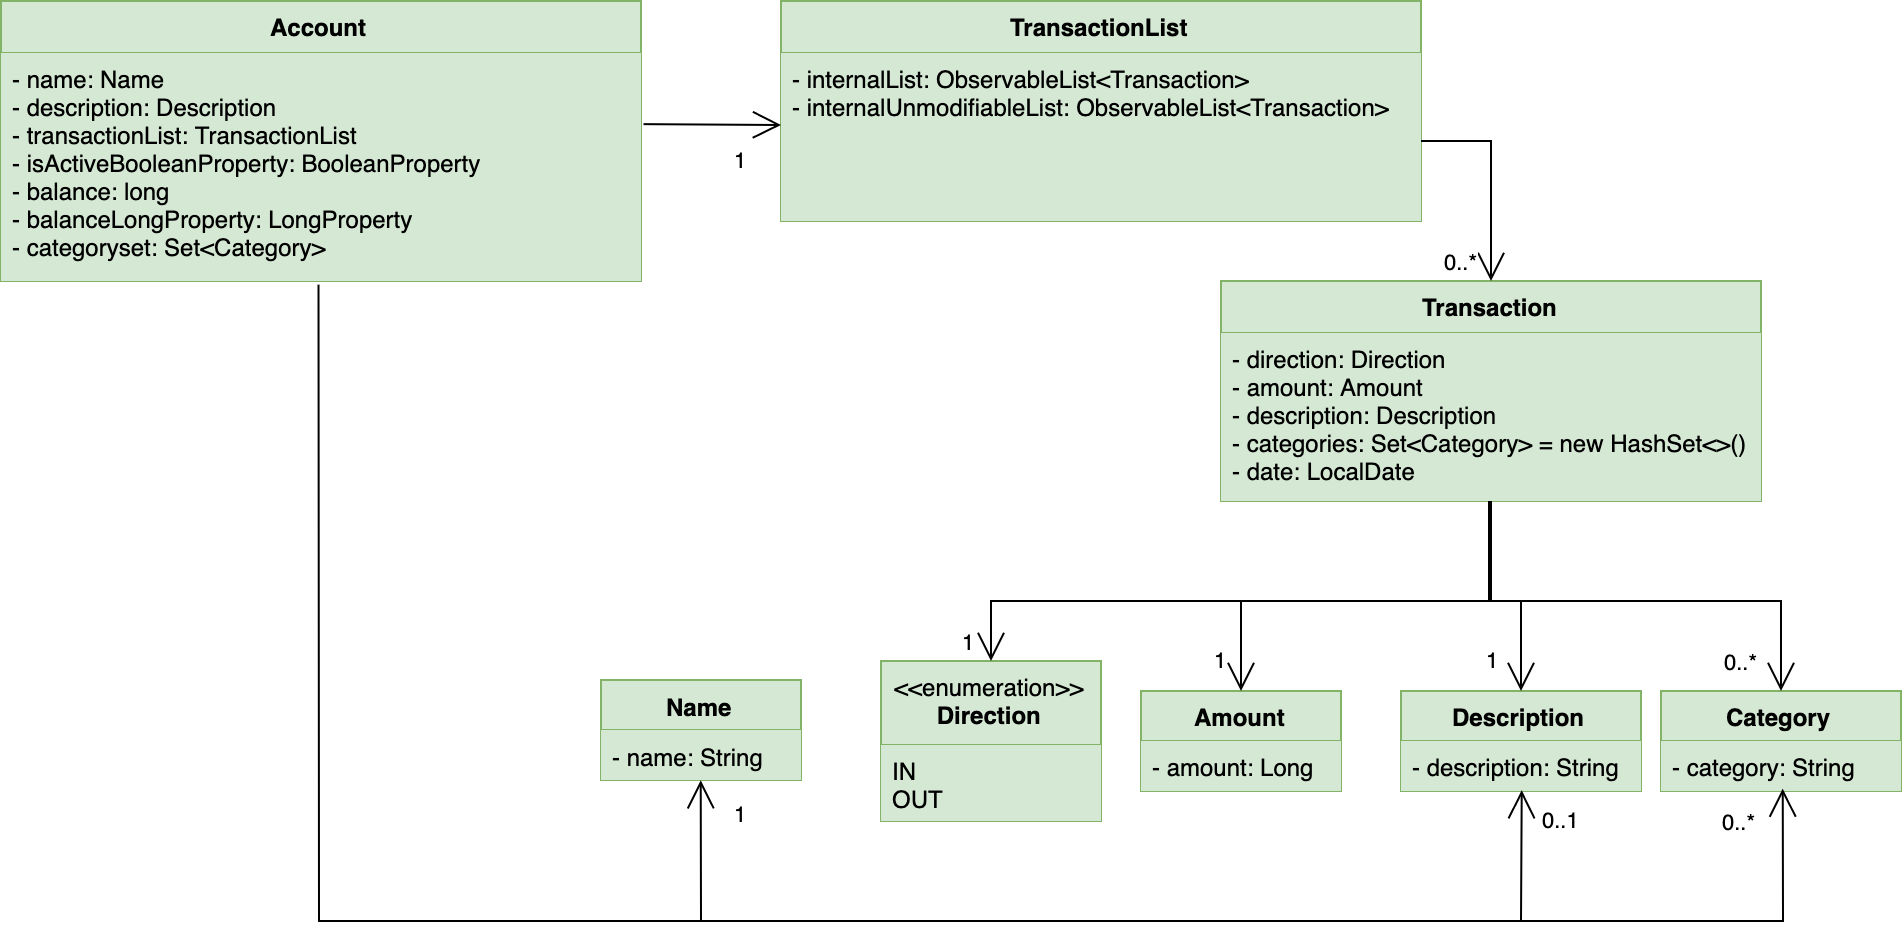 Account
- name: Name
- description: Description
- transactionList: TransactionList
- isActiveBooleanProperty: BooleanProperty
- balance: long
- balanceLongProperty: LongProperty
- categoryset: Set<Category>
1
TransactionList
- internalList: ObservableList<Transaction>
- internalUnmodifiableList: ObservableList<Transaction>
0..*
Transaction
- direction: Direction
- amount: Amount
- description: Description
- categories: Set<Category> = new HashSet<>()
- date: LocalDate
1
1
1
0..*
Name
- name: String
1
<<enumeration>>
Direction
IN
OUT
Amount
- amount: Long
Description
- description: String
0..1
Category
- category: String
0..*